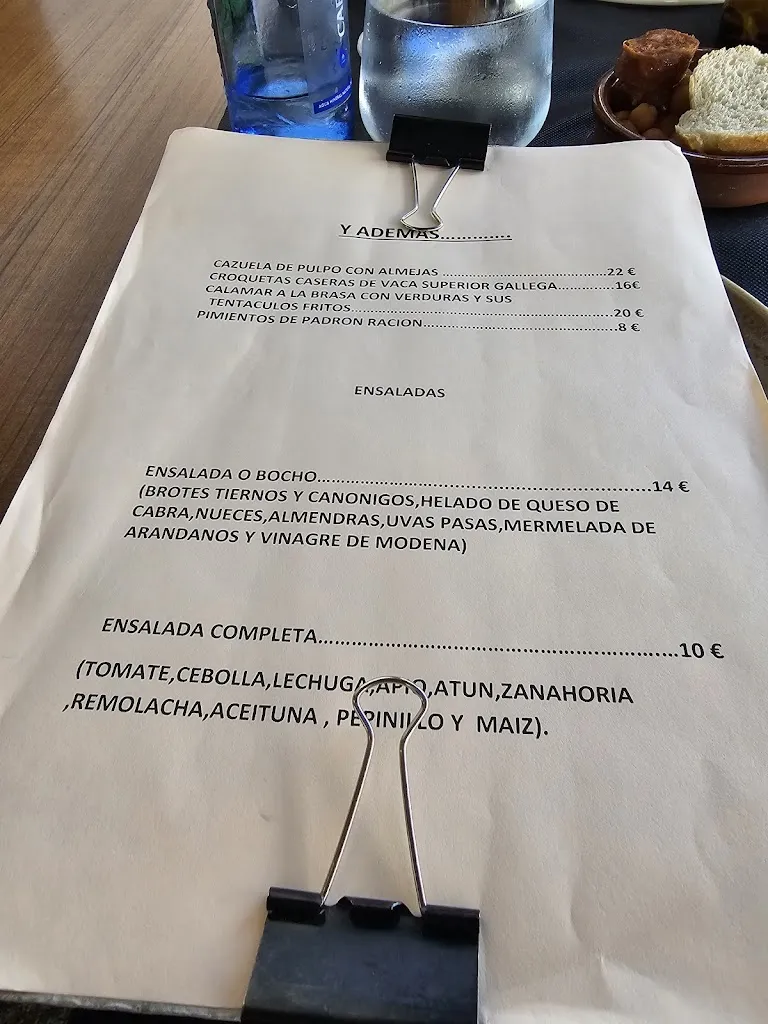 CAB
Y ADEMAS.............
CAZUELA DE PULPO CON ALMEJAS ...............................................22 €
CROQUETAS CASERAS DE VACA SUPERIOR GALLEGA................16€
CALAMAR A LA BRASA CON VERDURAS Y SUS
TENTACULOS FRITOS...........................................................................20 €
PIMIENTOS DE PADRON RACION.......................................................8 €
ENSALADAS
ENSALADA O BOCHO...........................................................................14 €
(BROTES TIERNOS Y CANONIGOS,HELADO DE QUESO DE
CABRA,NUECES,ALMENDRAS,UVAS PASAS,MERMELADA DE
ARANDANOS Y VINAGRE DE MODENA)
ENSALADA COMPLETA.......................................................................10 €
(TOMATE,CEBOLLA,LECHUGA,APIO,ATUN,ZANAHORIA
,REMOLACHA,ACEITUNA , PEPINILLO Y MAIZ).